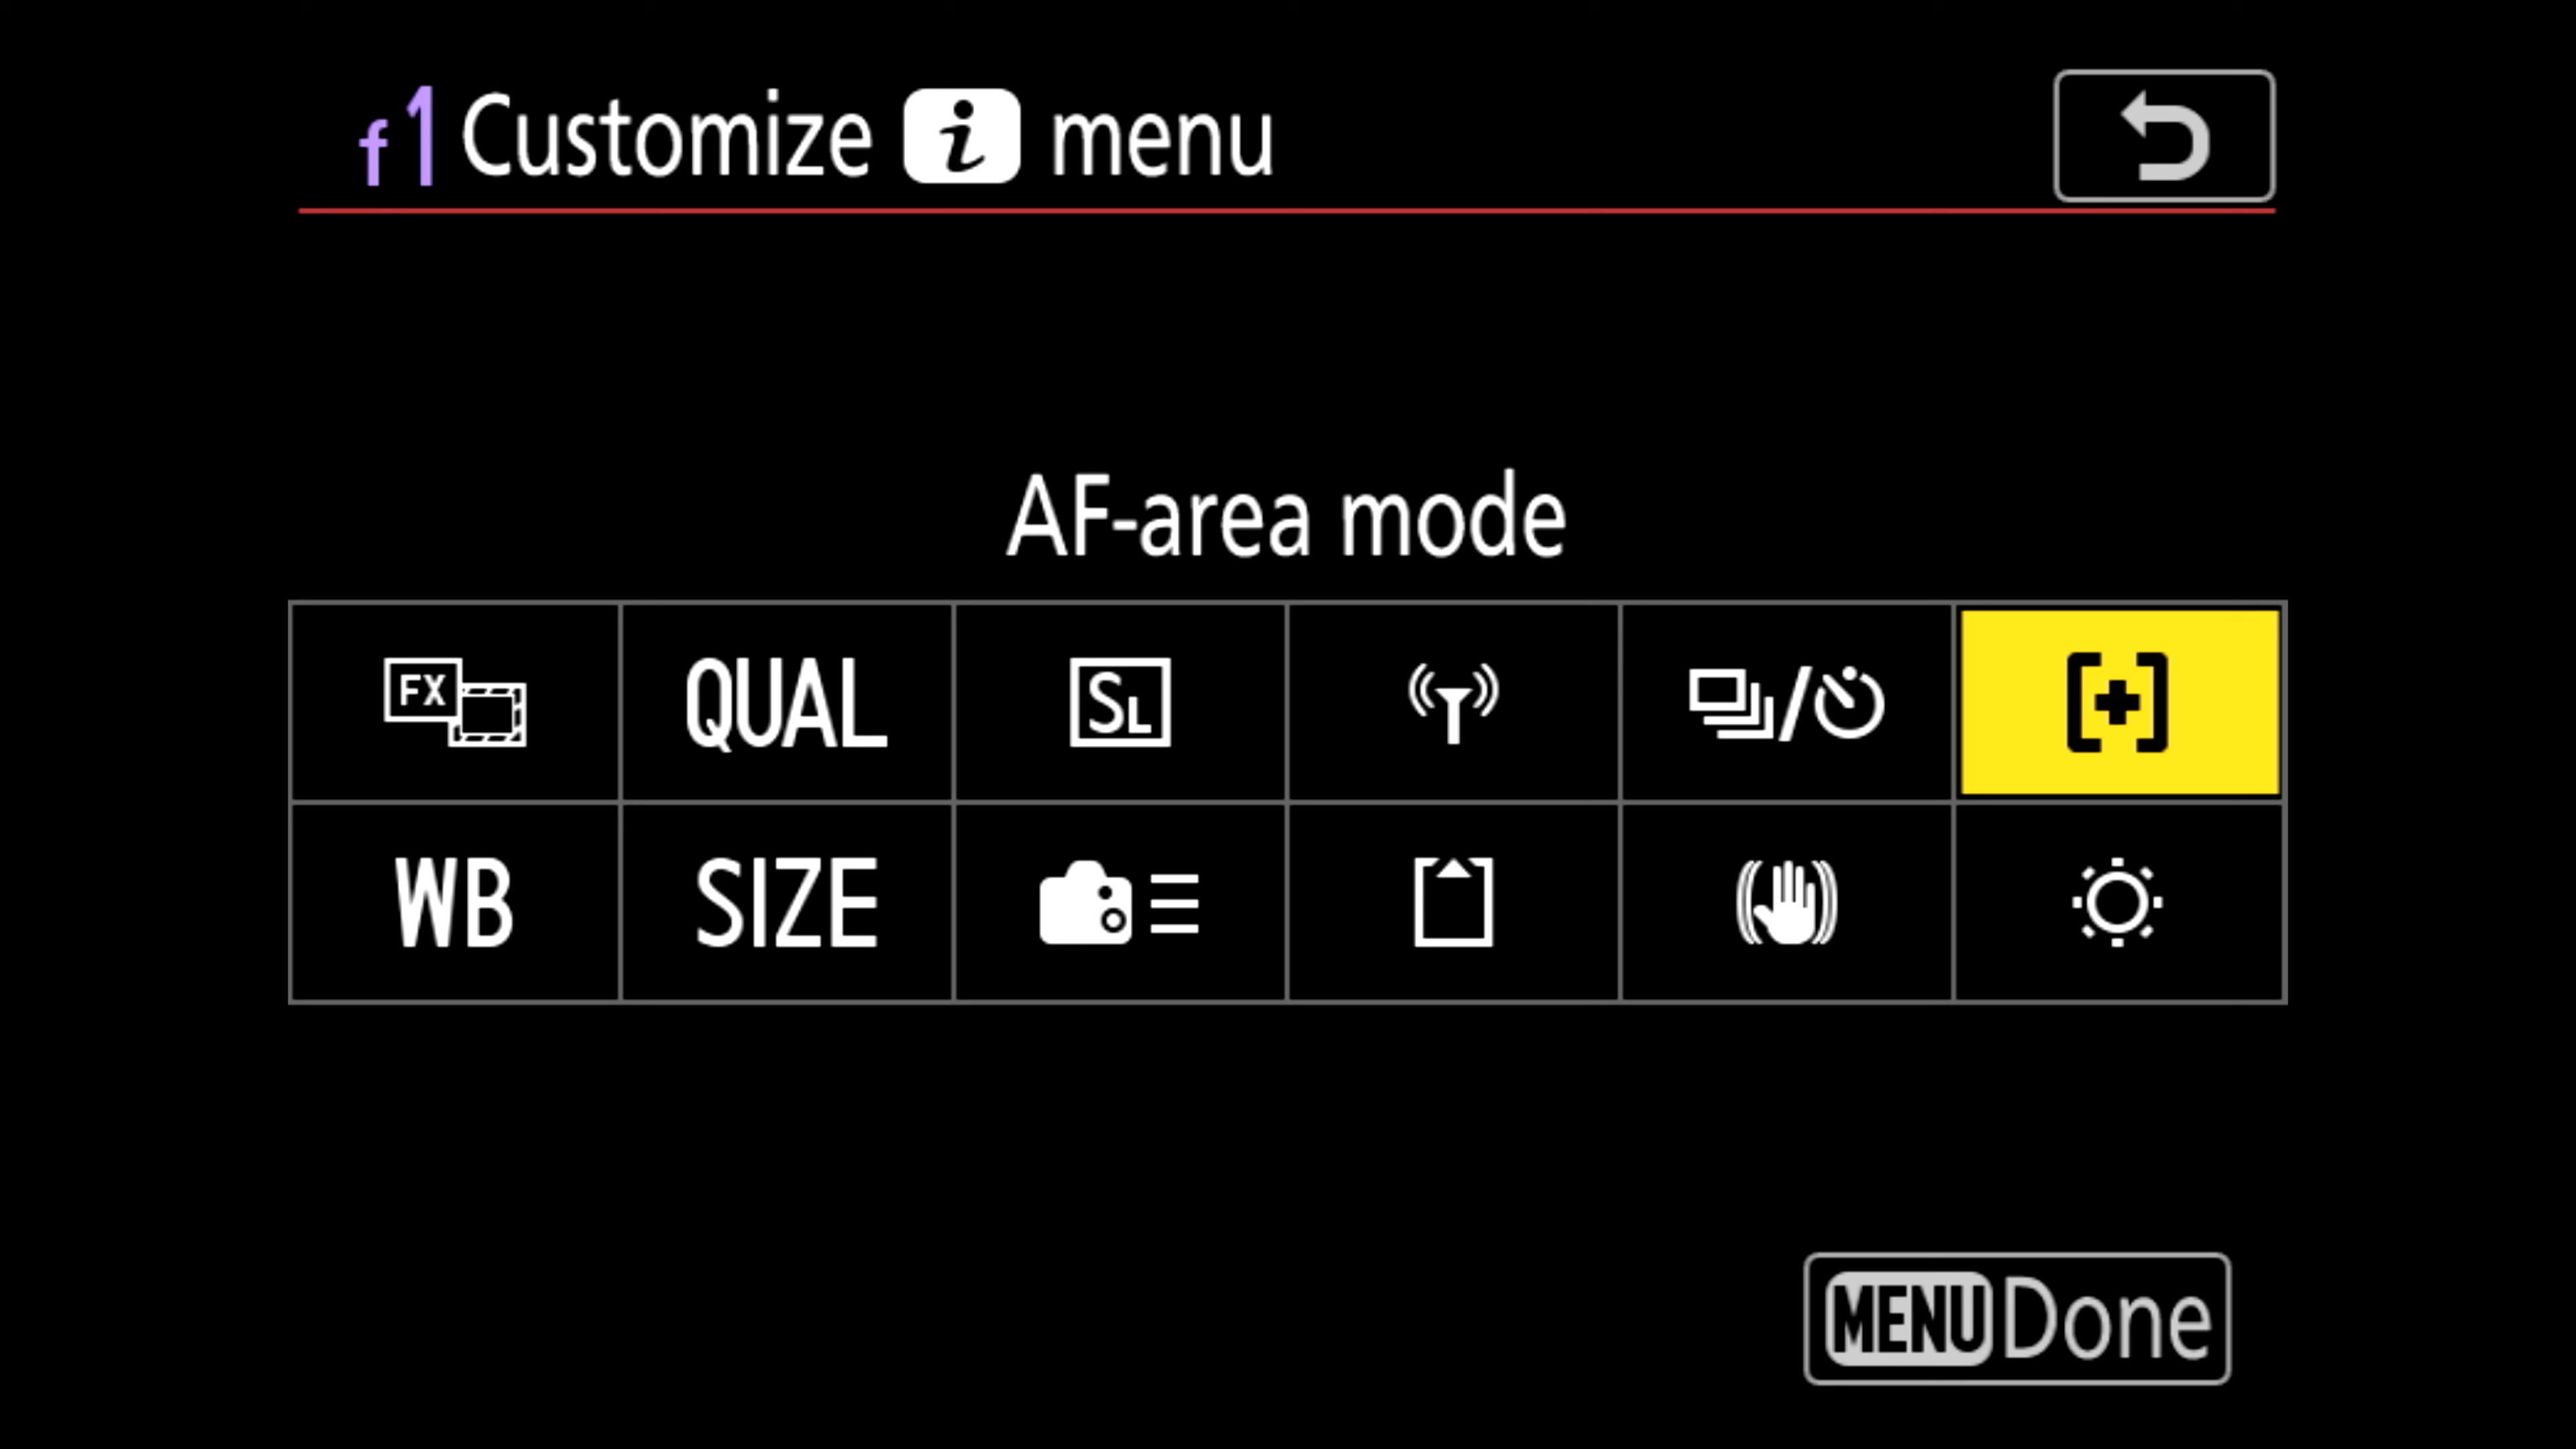 f1 Customize i menu
AF-area mode
FX QUAL SL
WB SIZE
MENU Done